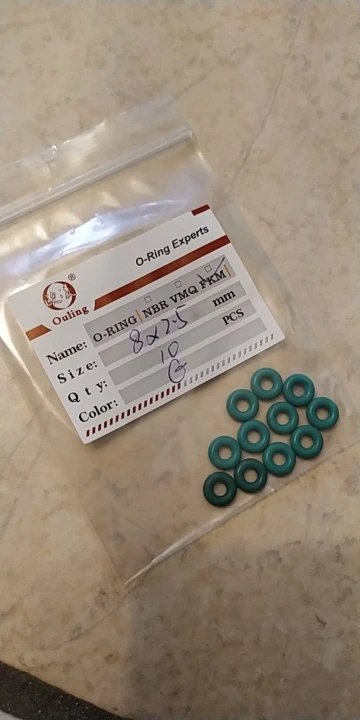 ®
Ouling
O-Ring Experts
Name: O-RING NBR VMQ FKM
Size: 8x2.5 mm
Qty: 10 PCS
Color: G